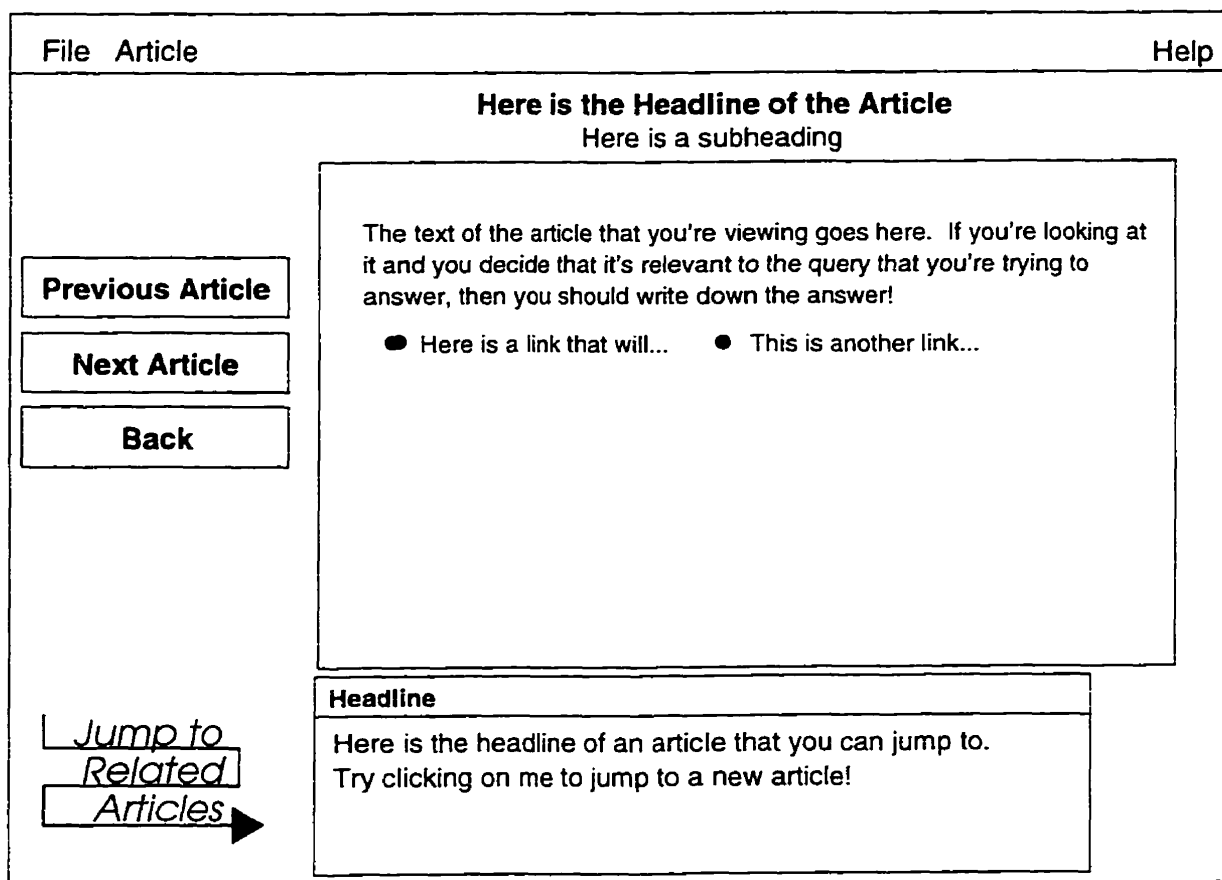 File Article Help
Here is the Headline of the Article
Here is a subheading
The text of the article that you're viewing goes here. If you're looking at
it and you decide that it's relevant to the query that you're trying to
answer, then you should write down the answer!
Here is a link that will... This is another link...
Previous Article
Next Article
Back
Jump to
Related
Articles
Headline
Here is the headline of an article that you can jump to.
Try clicking on me to jump to a new article!